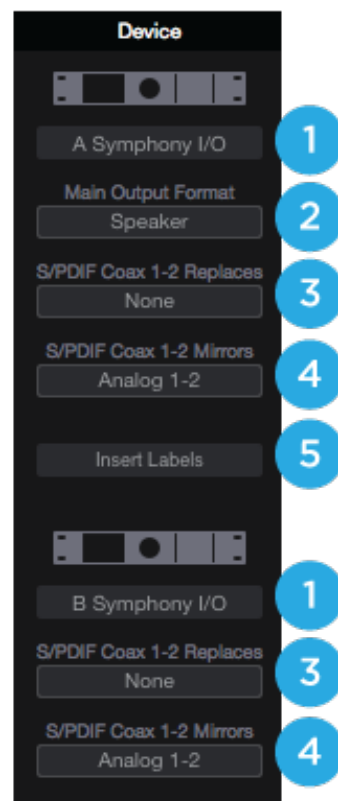 Device
A Symphony I/O
1
Main Output Format
Speaker
2
S/PDIF Coax 1-2 Replaces
None
3
S/PDIF Coax 1-2 Mirrors
Analog 1-2
4
Insert Labels
5
B Symphony I/O
1
S/PDIF Coax 1-2 Replaces
None
3
S/PDIF Coax 1-2 Mirrors
Analog 1-2
4